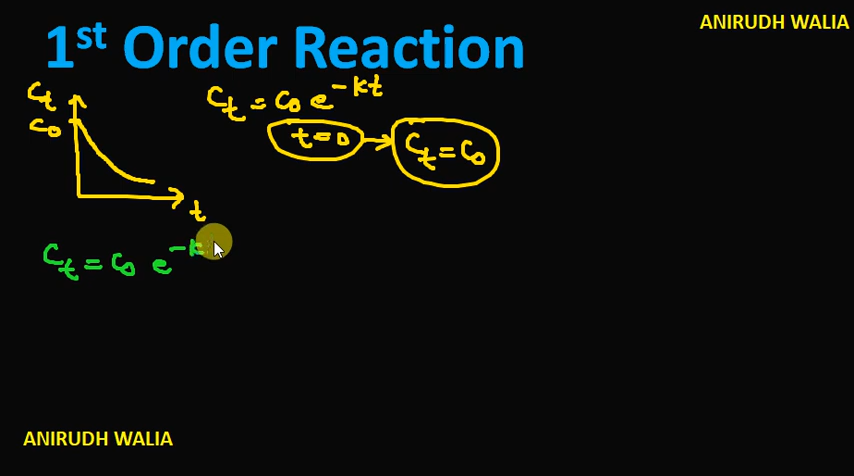 ANIRUDH WALIA
1st Order Reaction
Ct
C0
Ct = C0 e^-kt
t=0 → Ct = C0
t
Ct = C0 e^-k
ANIRUDH WALIA